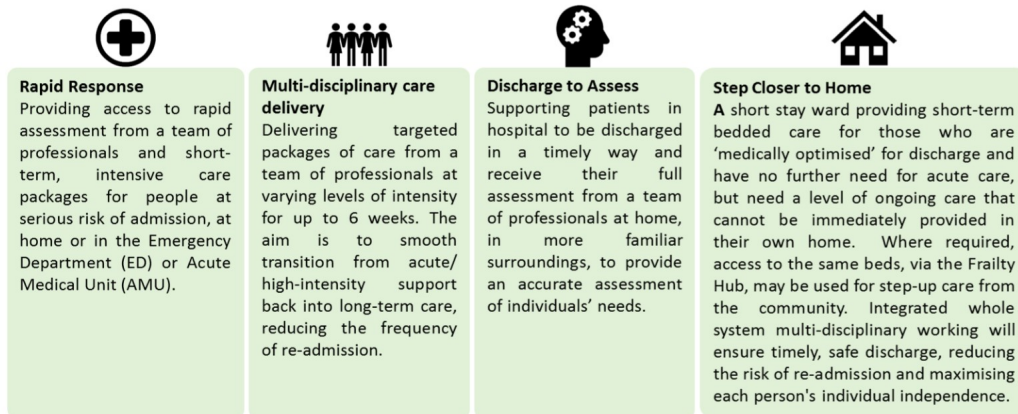 Rapid Response
Providing access to rapid
assessment from a team of
professionals and short-
term, intensive care
packages for people at
serious risk of admission, at
home or in the Emergency
Department (ED) or Acute
Medical Unit (AMU).
Multi-disciplinary care
delivery
Delivering targeted
packages of care from a
team of professionals at
varying levels of intensity
for up to 6 weeks. The
aim is to smooth
transition from acute/
high-intensity support
back into long-term care,
reducing the frequency
of re-admission.
Discharge to Assess
Supporting patients in
hospital to be discharged
in a timely way and
receive their full
assessment from a team
of professionals at home,
in more familiar
surroundings, to provide
an accurate assessment
of individuals’ needs.
Step Closer to Home
A short stay ward providing short-term
bedded care for those who are
‘medically optimised’ for discharge and
have no further need for acute care,
but need a level of ongoing care that
cannot be immediately provided in
their own home. Where required,
access to the same beds, via the Frailty
Hub, may be used for step-up care from
the community. Integrated whole
system multi-disciplinary working will
ensure timely, safe discharge, reducing
the risk of re-admission and maximising
each person's individual independence.